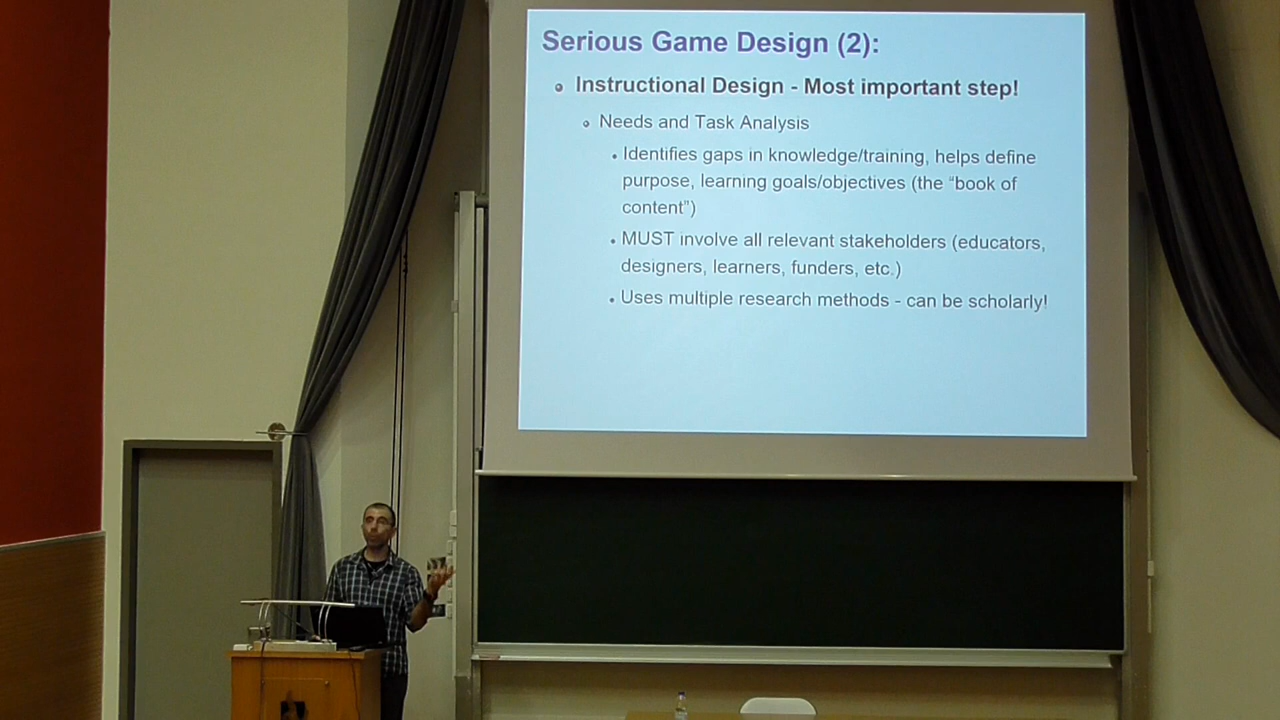 Serious Game Design (2):
Instructional Design - Most important step!
Needs and Task Analysis
Identifies gaps in knowledge/training, helps define
purpose, learning goals/objectives (the “book of
content”)
MUST involve all relevant stakeholders (educators,
designers, learners, funders, etc.)
Uses multiple research methods - can be scholarly!